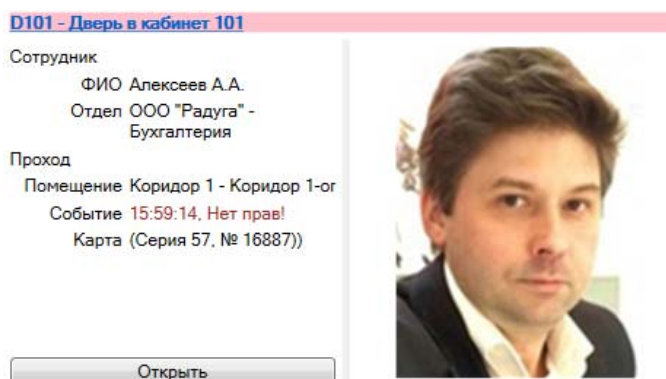 D101 - Дверь в кабинет 101
Сотрудник
ФИО Алексеев А.А.
Отдел ООО "Радуга" -
Бухгалтерия
Проход
Помещение Коридор 1 - Коридор 1-ог
Событие 15:59:14, Нет прав!
Карта (Серия 57, № 16887))
Открыть